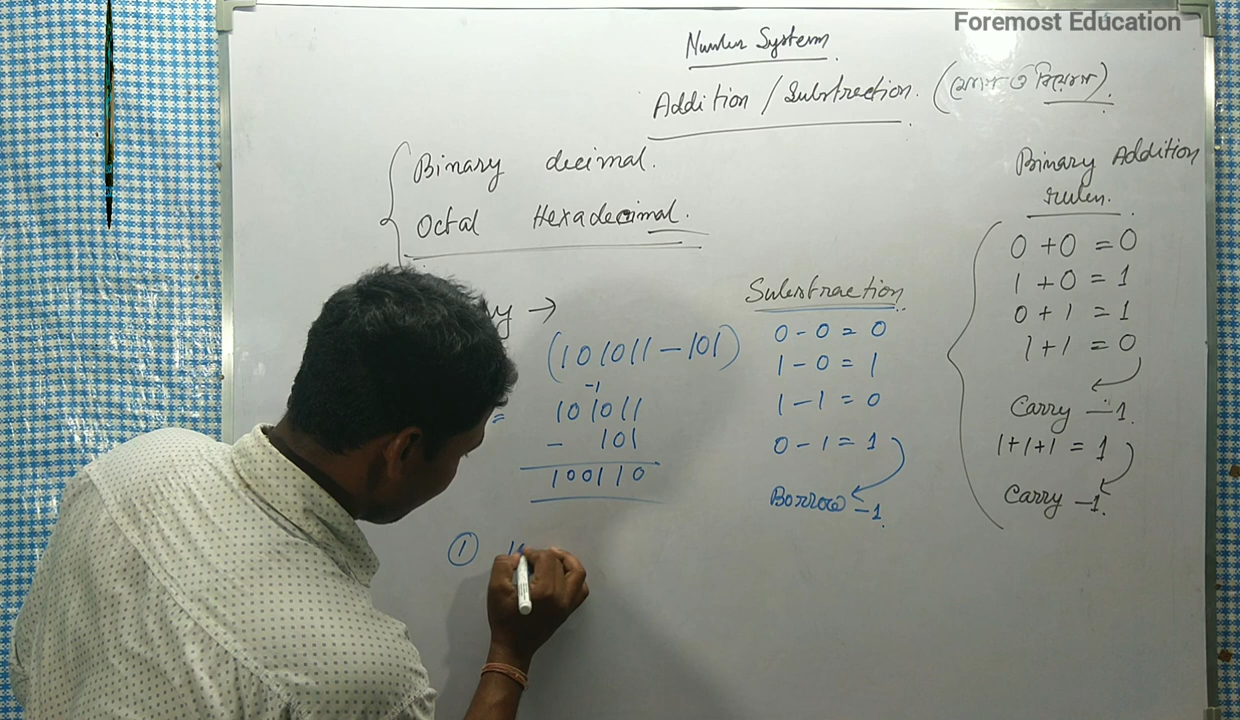 Foremost Education
Number System
Addition / Substraction. (যোগ ও বিয়োগ).
Binary decimal.
Octal Hexadecimal.
→
(101011-101)
-1
= 101011
- 101
100110
①
Substraction
0-0=0
1-0=1
1-1=0
0-1=1
Borrow -1.
Binary Addition
rules.
0+0=0
1+0=1
0+1=1
1+1=0
Carry -1.
1+1+1=1
Carry -1.